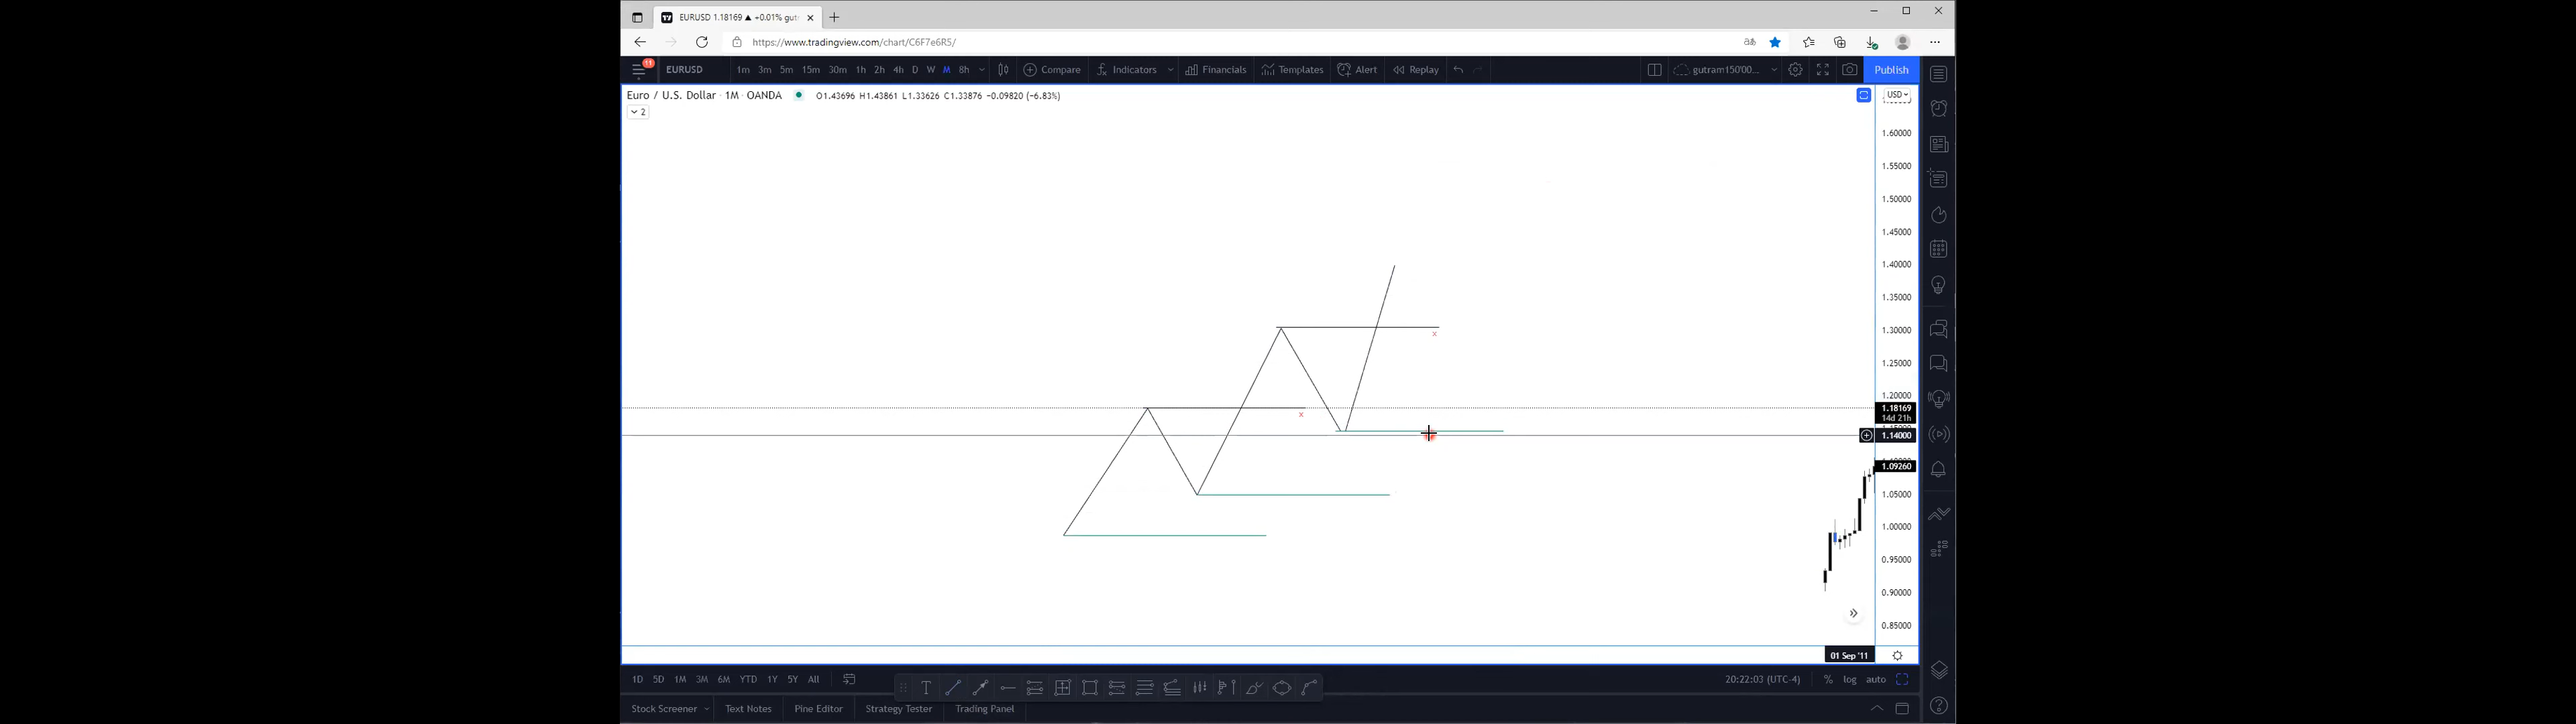 EURUSD 1.18169 ▲ +0.01% gut
https://www.tradingview.com/chart/C6F7e6R5/
11
EURUSD 1m 3m 5m 15m 30m 1h 2h 4h D W M 8h Compare Indicators Financials Templates Alert Replay gutram150'00... Publish
Euro / U.S. Dollar · 1M · OANDA O1.43696 H1.43861 L1.33626 C1.33876 −0.09820 (−6.83%)
USD
2
1.60000
1.55000
1.50000
1.45000
1.40000
1.35000
1.30000
x
1.25000
1.20000
1.18169
x
14d 21h
1.14000
1.09260
1.05000
1.00000
0.95000
0.90000
0.85000
01 Sep '11
1D 5D 1M 3M 6M YTD 1Y 5Y All
20:22:03 (UTC-4) % log auto
Stock Screener Text Notes Pine Editor Strategy Tester Trading Panel